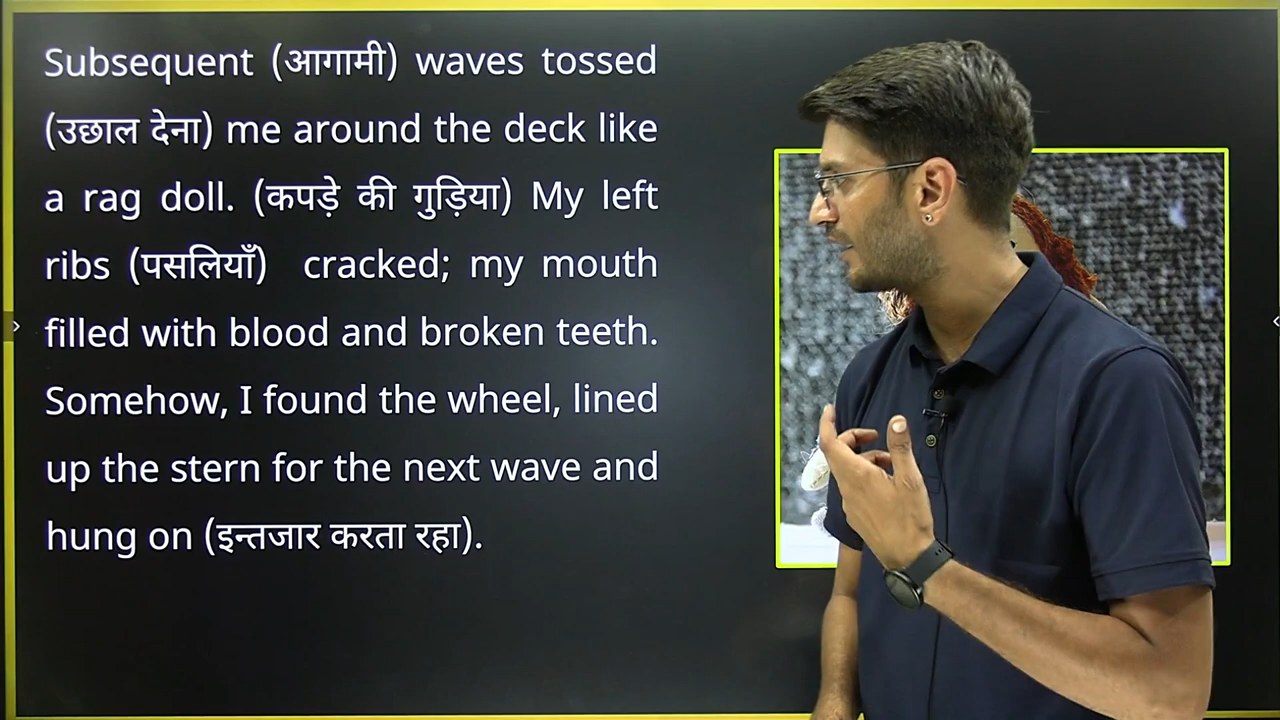 Subsequent (आगामी) waves tossed
(उछाल देना) me around the deck like
a rag doll. (कपड़े की गुड़िया) My left
ribs (पसलियाँ) cracked; my mouth
filled with blood and broken teeth.
Somehow, I found the wheel, lined
up the stern for the next wave and
hung on (इन्तजार करता रहा).